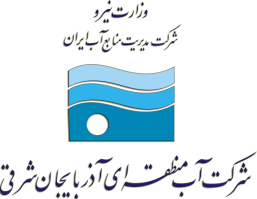 وزارت نیرو
شرکت مدیریت منابع آب ایران
شرکت آب منطقه ای آذربایجان شرقی